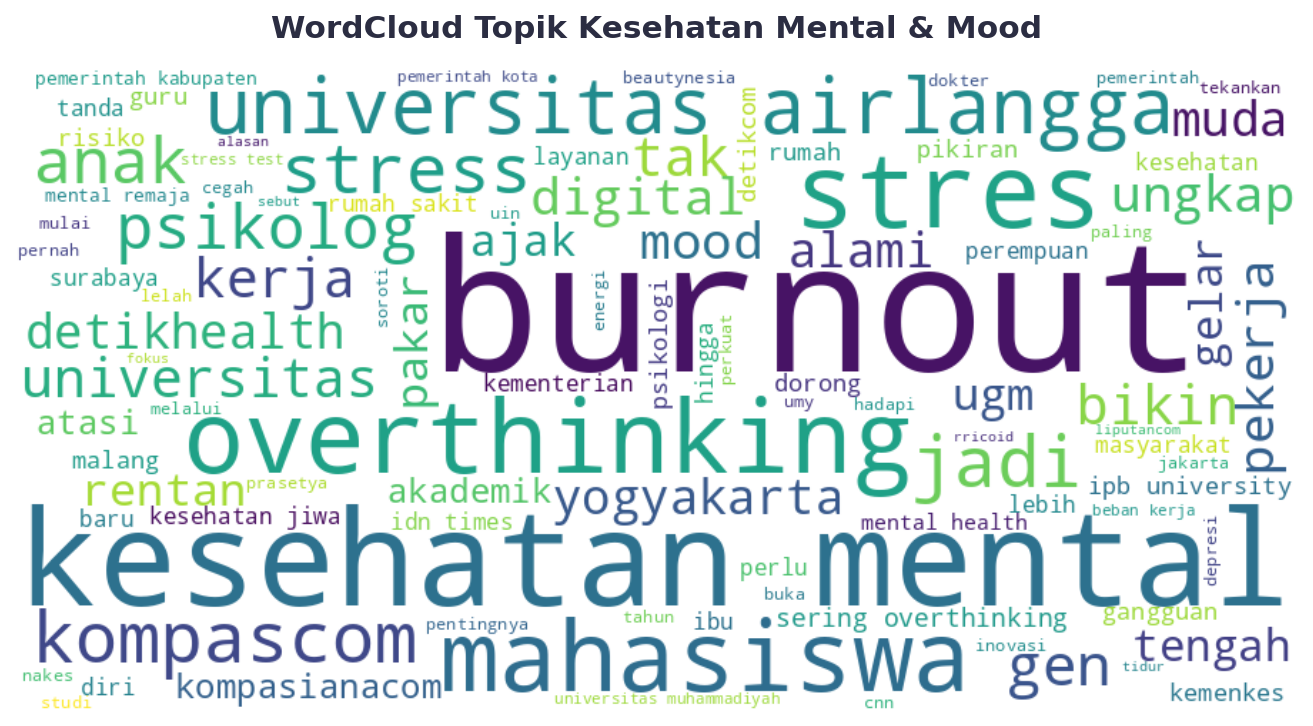 WordCloud Topik Kesehatan Mental & Mood
pemerintah kabupaten
pemerintah kota
beautynesia
dokter
pemerintah
tekankan
tanda
guru
universitas airlangga
muda
risiko
alasan
anak
stress test
stress
layanan
tak
detikcom
rumah
pikiran
kesehatan
mental remaja
cegah
sebut
rumah sakit
digital
stres
ungkap
mulai
psikolog
uin
ajak
mood
alami
perempuan
paling
pernah
surabaya
lelah
kerja
soroti
pakar
burnout
energi
psikologi
hingga
perkuat
gelar
pekerja
detikhealth
fokus
universitas
kementerian
dorong
umy
hadapi
ugm
bikin
atasi
melalui
overthinking
jadi
rricoid
liputancom
masyarakat
jakarta
malang
rentan
prasetya
akademik
yogyakarta
lebih
ipb university
beban kerja
baru
kesehatan jiwa
idn times
mental health
depresi
kesehatan mental
perlu
buka
kompascom
pentingnya
mahasiswa
tahun
ibu
sering overthinking
gangguan
inovasi
gen
tengah
tidur
nakes
diri
kompasianacom
studi
universitas muhammadiyah
cnn
kemenkes